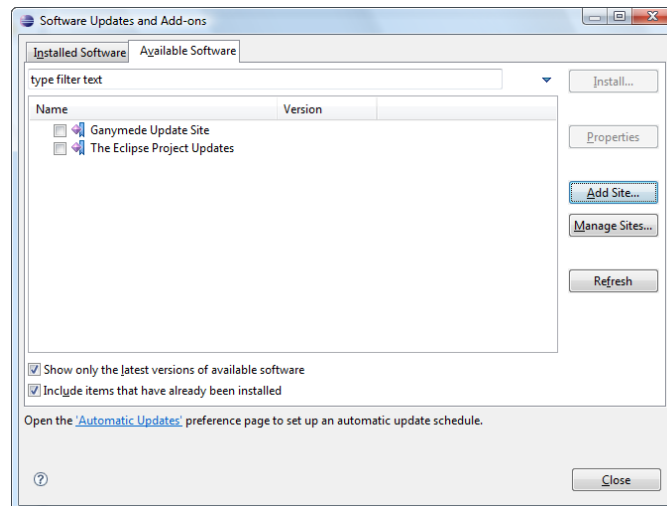 Software Updates and Add-ons
Installed Software Available Software
type filter text
Install...
Name Version
Ganymede Update Site
Properties
The Eclipse Project Updates
Add Site...
Manage Sites...
Refresh
Show only the latest versions of available software
Include items that have already been installed
Open the 'Automatic Updates' preference page to set up an automatic update schedule.
Close